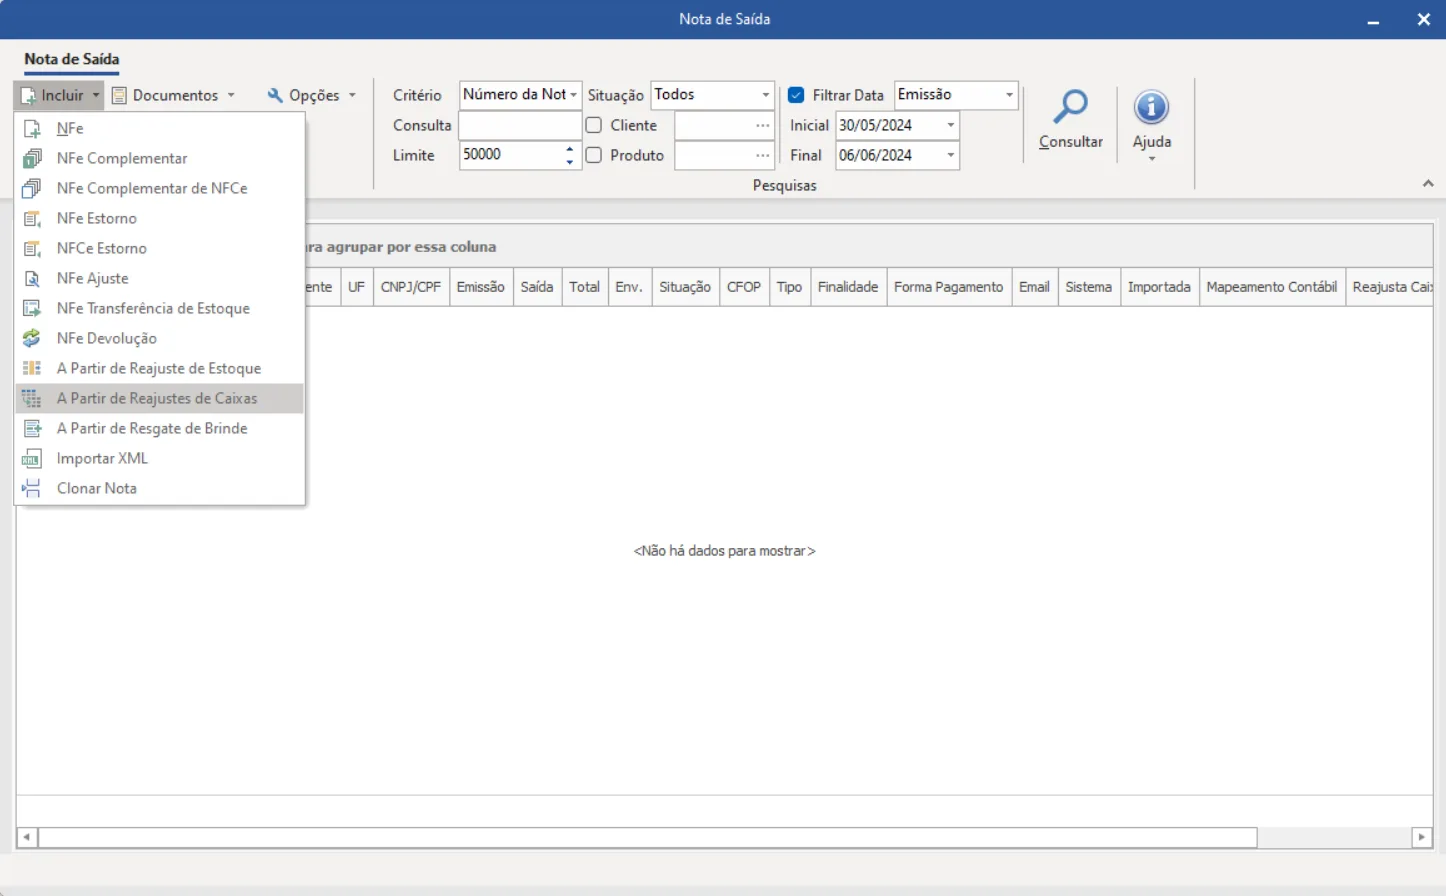 Nota de Saída
Nota de Saída
Incluir
Documentos
Opções
Critério
Número da Not
Situação
Todos
Filtrar Data
Emissão
Consulta
Cliente
...
Inicial
30/05/2024
Limite
50000
Produto
...
Final
06/06/2024
Consultar
Ajuda
Pesquisas
NFe
NFe Complementar
NFe Complementar de NFCe
NFe Estorno
NFCe Estorno
NFe Ajuste
NFe Transferência de Estoque
NFe Devolução
A Partir de Reajuste de Estoque
A Partir de Reajustes de Caixas
A Partir de Resgate de Brinde
Importar XML
Clonar Nota
ra agrupar por essa coluna
ente UF CNPJ/CPF Emissão Saída Total Env. Situação CFOP Tipo Finalidade Forma Pagamento Email Sistema Importada Mapeamento Contábil Reajusta Caix
<Não há dados para mostrar>